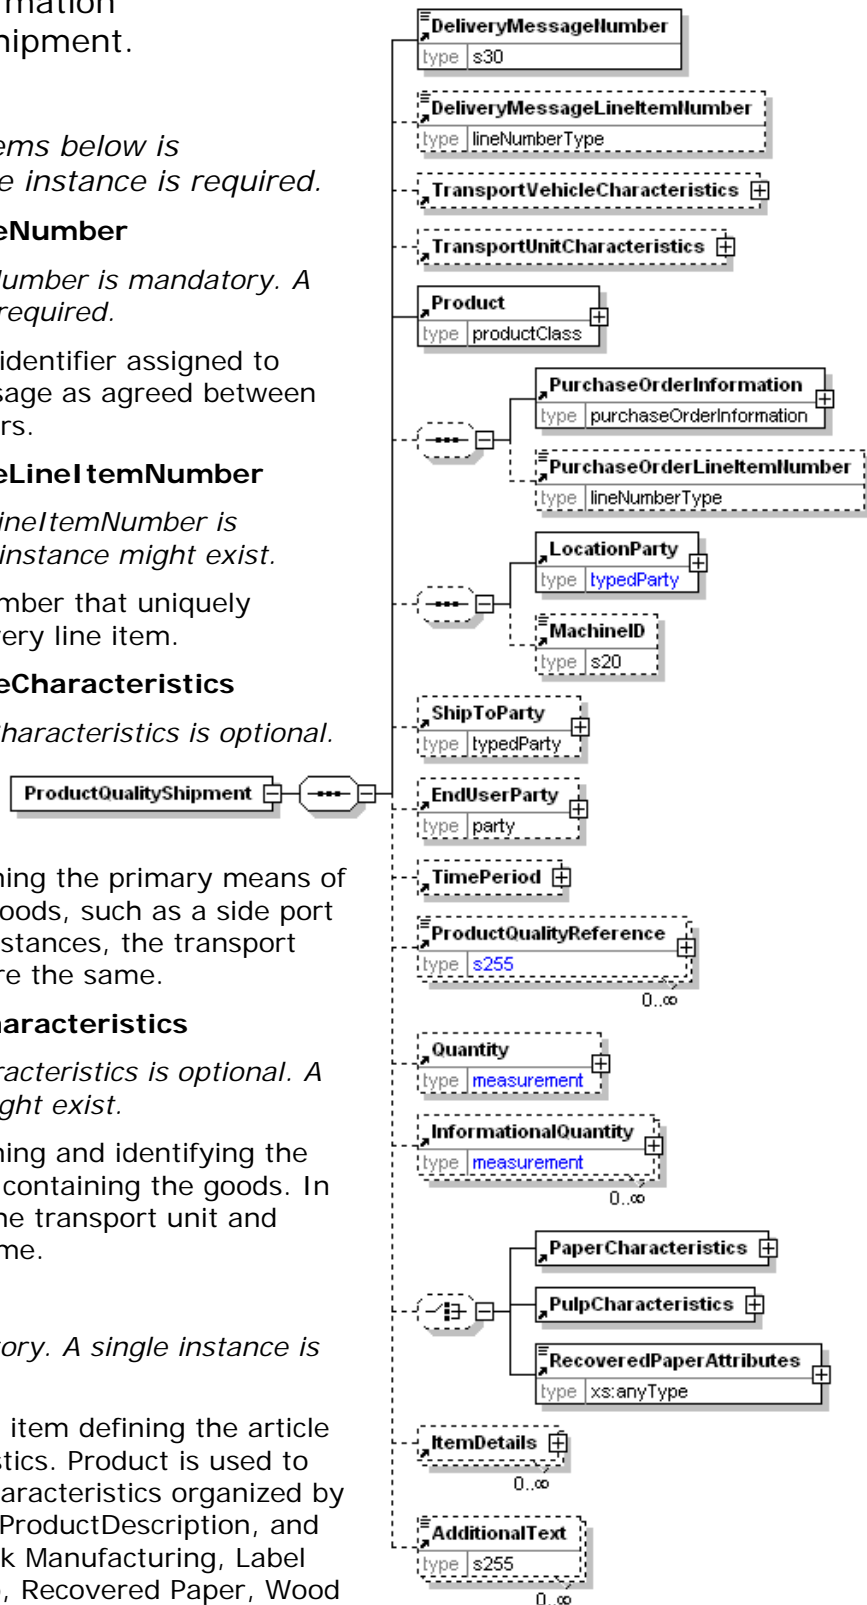 rmation
hipment.
ems below is
e instance is required.
eNumber
Number is mandatory. A
required.
identifier assigned to
sage as agreed between
rs.
eLineItemNumber
LineItemNumber is
instance might exist.
mber that uniquely
very line item.
eCharacteristics
Characteristics is optional.
ning the primary means of
goods, such as a side port
nstances, the transport
re the same.
haracteristics
racteristics is optional. A
ght exist.
ning and identifying the
containing the goods. In
he transport unit and
me.
tory. A single instance is
item defining the article
stics. Product is used to
haracteristics organized by
ProductDescription, and
k Manufacturing, Label
, Recovered Paper, Wood
ProductQualityShipment
DeliveryMessageNumber
type s30
DeliveryMessageLineItemNumber
type lineNumberType
TransportVehicleCharacteristics
TransportUnitCharacteristics
Product
type productClass
PurchaseOrderInformation
type purchaseOrderInformation
PurchaseOrderLineItemNumber
type lineNumberType
LocationParty
type typedParty
MachineID
type s20
ShipToParty
type typedParty
EndUserParty
type party
TimePeriod
ProductQualityReference
type s255
0..∞
Quantity
type measurement
InformationalQuantity
type measurement
0..∞
PaperCharacteristics
PulpCharacteristics
RecoveredPaperAttributes
type xs:anyType
ItemDetails
0..∞
AdditionalText
type s255
0..∞